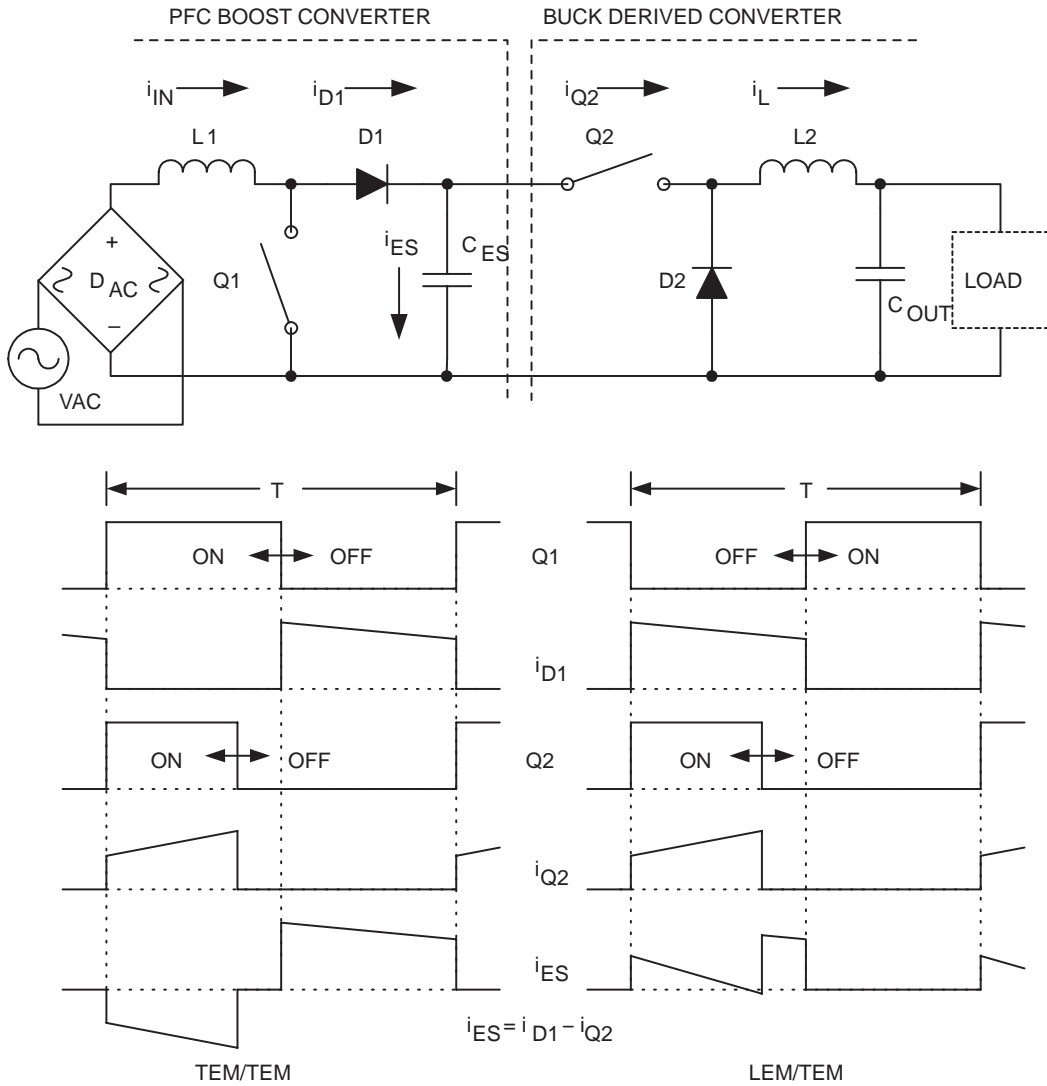 PFC BOOST CONVERTER
BUCK DERIVED CONVERTER
iIN
iD1
iQ2
iL
L1
D1
Q2
L2
+
DAC
–
Q1
iES
CES
D2
COUT
LOAD
VAC
T
T
ON
OFF
Q1
OFF
ON
iD1
ON
OFF
Q2
ON
OFF
iQ2
iES
iES = iD1 – iQ2
TEM/TEM
LEM/TEM